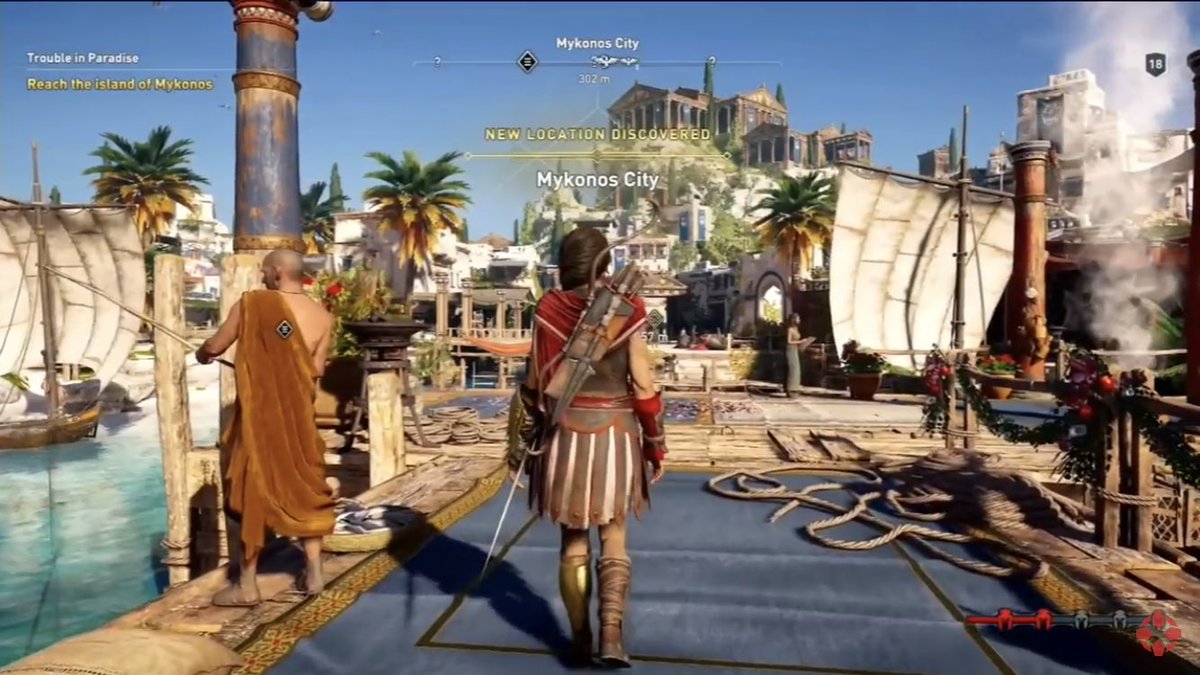 Trouble in Paradise
Reach the island of Mykonos
Mykonos City
302 m
18
NEW LOCATION DISCOVERED
Mykonos City